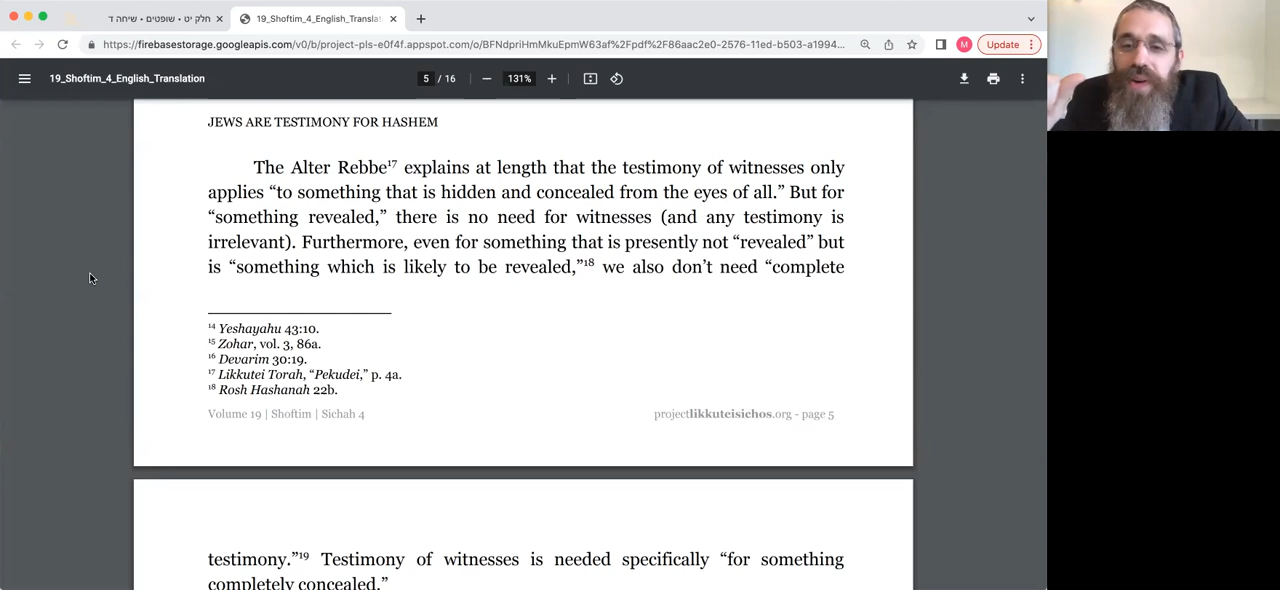 חלק יט • שופטים • שיחה ד
19_Shoftim_4_English_Translati
https://firebasestorage.googleapis.com/v0/b/project-pls-e0f4f.appspot.com/o/BFNdpriHmMkuEpmW63af%2Fpdf%2F86aac2e0-2576-11ed-b503-a1994...
M
Update
19_Shoftim_4_English_Translation
5 / 16
131%
JEWS ARE TESTIMONY FOR HASHEM
The Alter Rebbe¹⁷ explains at length that the testimony of witnesses only
applies “to something that is hidden and concealed from the eyes of all.” But for
“something revealed,” there is no need for witnesses (and any testimony is
irrelevant). Furthermore, even for something that is presently not “revealed” but
is “something which is likely to be revealed,”¹⁸ we also don’t need “complete
¹⁴ Yeshayahu 43:10.
¹⁵ Zohar, vol. 3, 86a.
¹⁶ Devarim 30:19.
¹⁷ Likkutei Torah, “Pekudei,” p. 4a.
¹⁸ Rosh Hashanah 22b.
Volume 19 | Shoftim | Sichah 4
projectlikkuteisichos.org - page 5
testimony.”¹⁹ Testimony of witnesses is needed specifically “for something
completely concealed.”